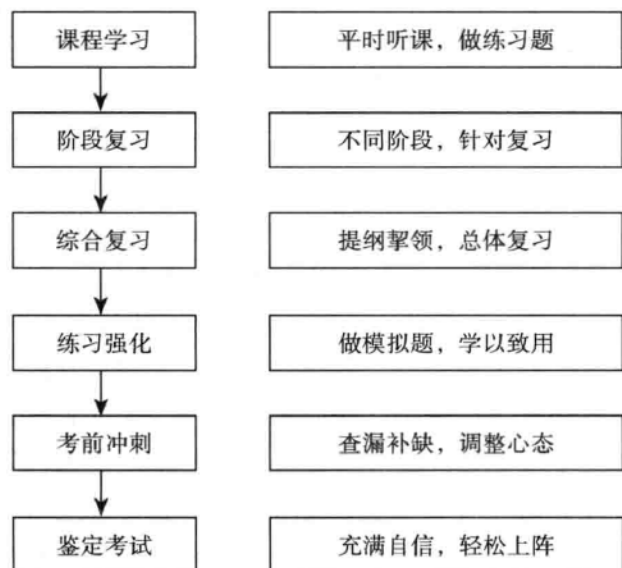 课程学习
平时听课，做练习题
阶段复习
不同阶段，针对复习
综合复习
提纲挈领，总体复习
练习强化
做模拟题，学以致用
考前冲刺
查漏补缺，调整心态
鉴定考试
充满自信，轻松上阵